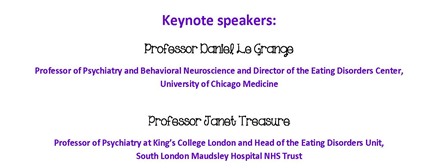 Keynote speakers:
Professor Daniel Le Grange
Professor of Psychiatry and Behavioral Neuroscience and Director of the Eating Disorders Center,
University of Chicago Medicine
Professor Janet Treasure
Professor of Psychiatry at King's College London and Head of the Eating Disorders Unit,
South London Maudsley Hospital NHS Trust